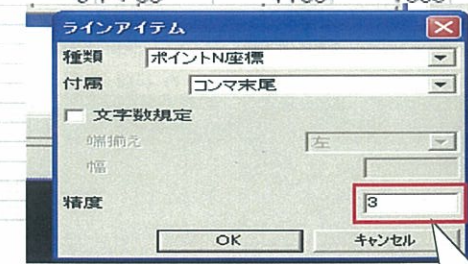 ラインアイテム
種類 ポイントN座標
付属 コンマ末尾
文字数規定
端揃え 左
幅
精度 3
OK キャンセル